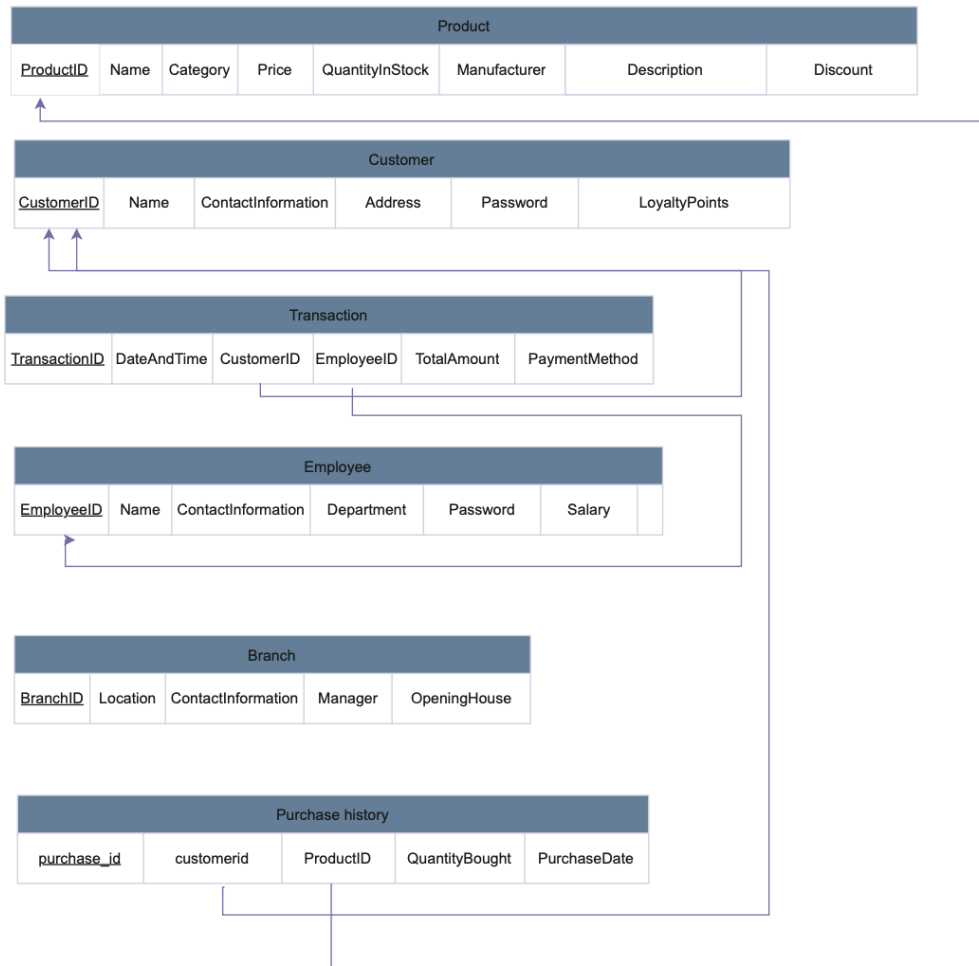 Product
ProductID Name Category Price QuantityInStock Manufacturer Description Discount
Customer
CustomerID Name ContactInformation Address Password LoyaltyPoints
Transaction
TransactionID DateAndTime CustomerID EmployeeID TotalAmount PaymentMethod
Employee
EmployeeID Name ContactInformation Department Password Salary
Branch
BranchID Location ContactInformation Manager OpeningHouse
Purchase history
purchase_id customerid ProductID QuantityBought PurchaseDate